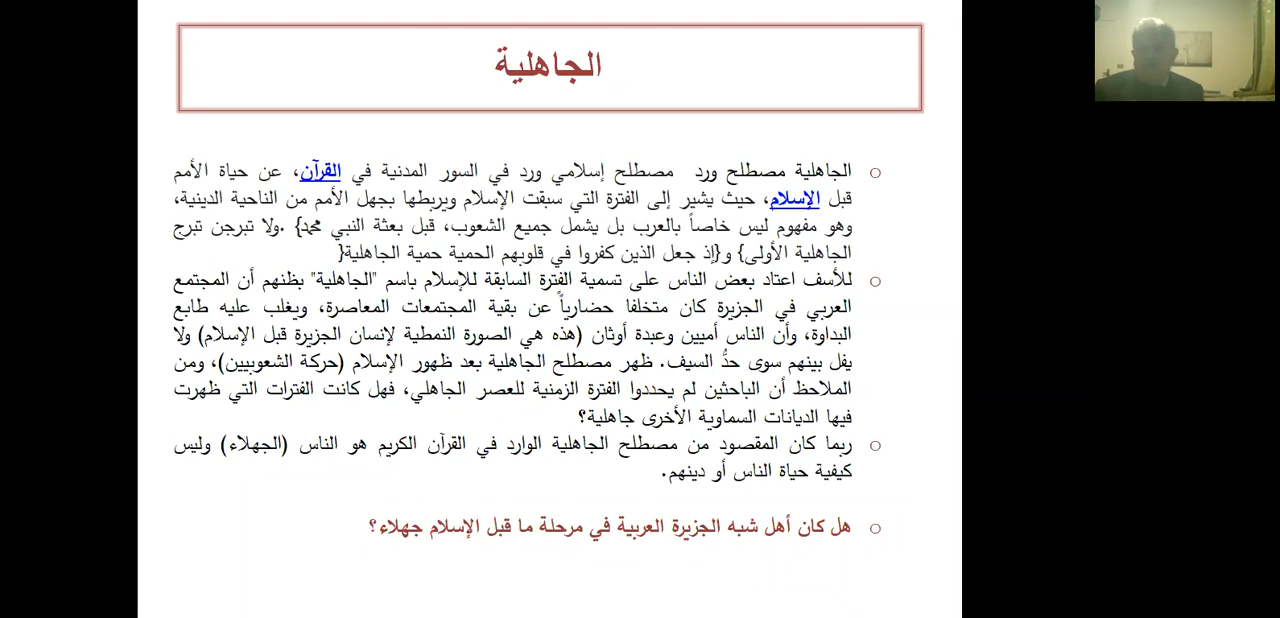 الجاهلية
الجاهلية مصطلح ورد مصطلح إسلامي ورد في السور المدنية في القرآن، عن حياة الأمم
قبل الإسلام، حيث يشير إلى الفترة التي سبقت الإسلام ويربطها بجهل الأمم من الناحية الدينية،
وهو مفهوم ليس خاصاً بالعرب بل يشمل جميع الشعوب، قبل بعثة النبي محمد} .ولا تبرجن تبرج
الجاهلية الأولى} و{إذ جعل الذين كفروا في قلوبهم الحمية حمية الجاهلية{
للأسف اعتاد بعض الناس على تسمية الفترة السابقة للإسلام باسم "الجاهلية" بظنهم أن المجتمع
العربي في الجزيرة كان متخلفا حضارياً عن بقية المجتمعات المعاصرة، ويغلب عليه طابع
البداوة، وأن الناس أميين وعبدة أوثان (هذه هي الصورة النمطية لإنسان الجزيرة قبل الإسلام) ولا
يفل بينهم سوى حدُّ السيف. ظهر مصطلح الجاهلية بعد ظهور الإسلام (حركة الشعوبيين)، ومن
الملاحظ أن الباحثين لم يحددوا الفترة الزمنية للعصر الجاهلي، فهل كانت الفترات التي ظهرت
فيها الديانات السماوية الأخرى جاهلية؟
ربما كان المقصود من مصطلح الجاهلية الوارد في القرآن الكريم هو الناس (الجهلاء) وليس
كيفية حياة الناس أو دينهم.
هل كان أهل شبه الجزيرة العربية في مرحلة ما قبل الإسلام جهلاء؟